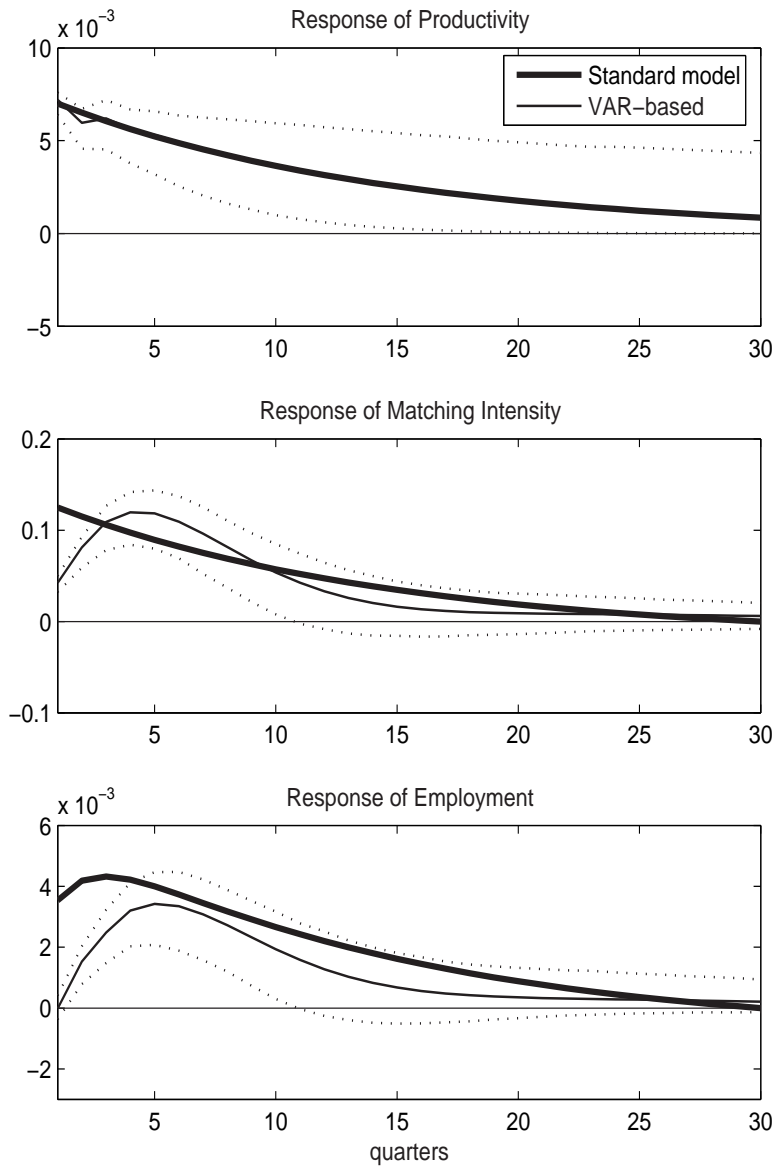 x 10⁻³
Response of Productivity
10
5
0
−5
Standard model
VAR−based
5 10 15 20 25 30
Response of Matching Intensity
0.2
0.1
0
−0.1
5 10 15 20 25 30
x 10⁻³
Response of Employment
6
4
2
0
−2
5 10 15 20 25 30
quarters